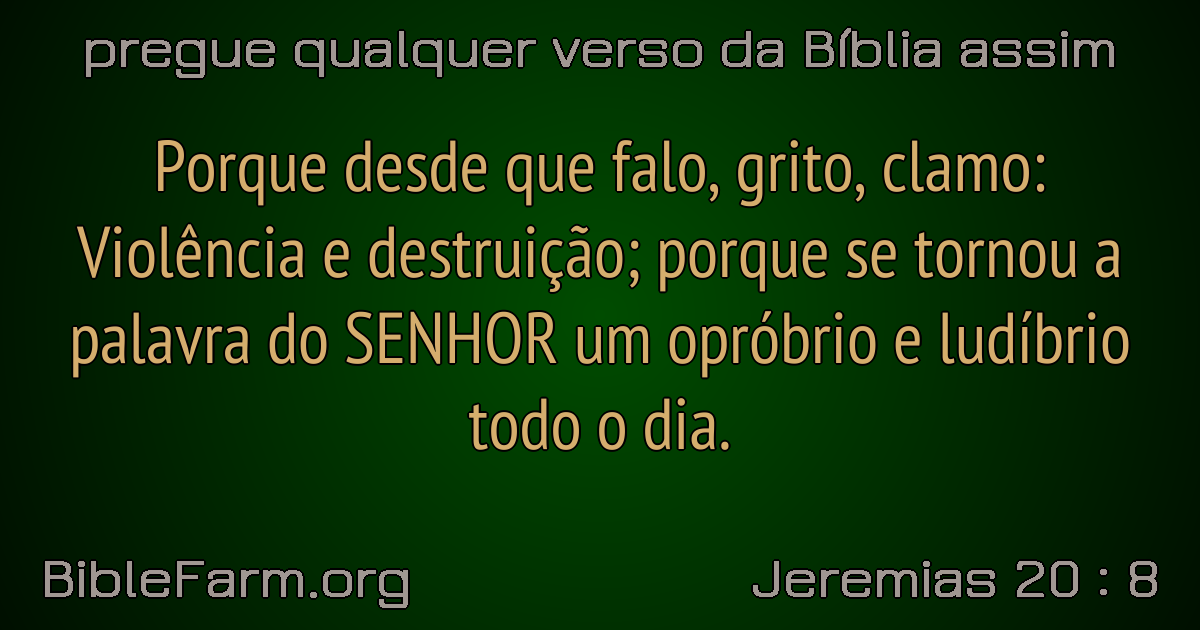 pregue qualquer verso da Bíblia assim
Porque desde que falo, grito, clamo:
Violência e destruição; porque se tornou a
palavra do SENHOR um opróbrio e ludíbrio
todo o dia.
BibleFarm.org
Jeremias 20 : 8